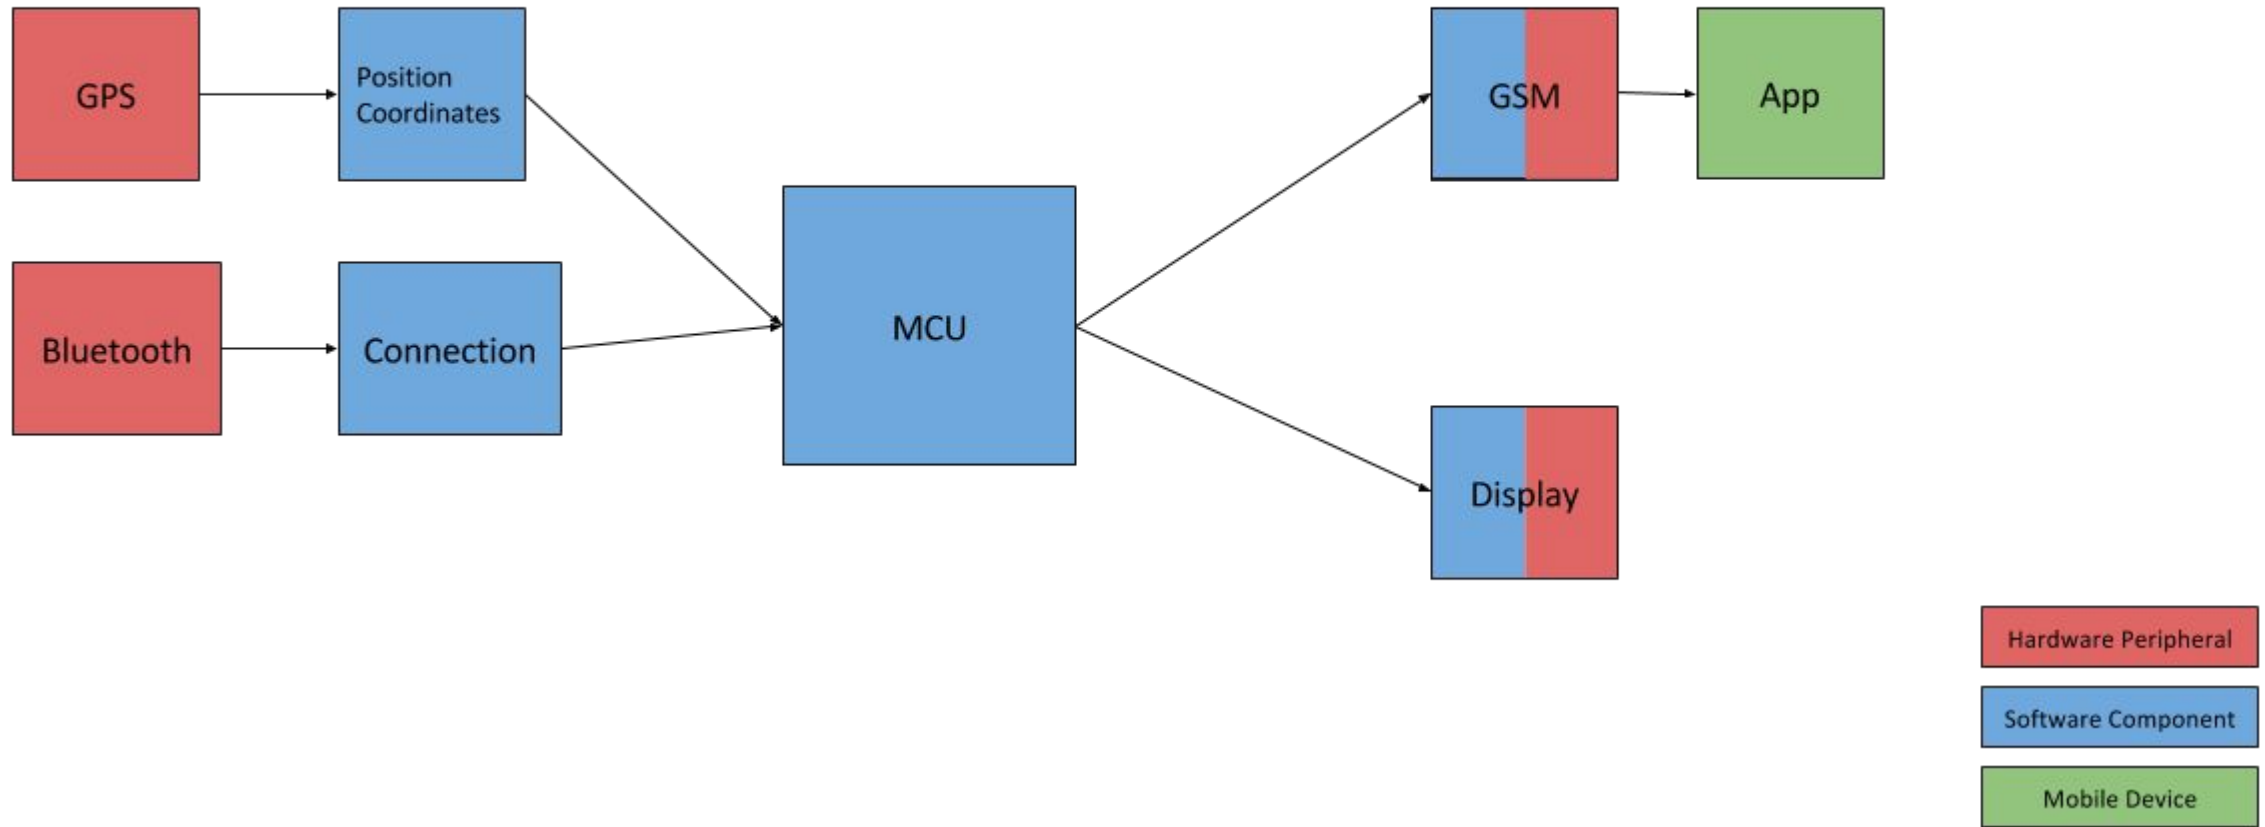 GPS
Position
Coordinates
GSM
App
Bluetooth
Connection
MCU
Display
Hardware Peripheral
Software Component
Mobile Device